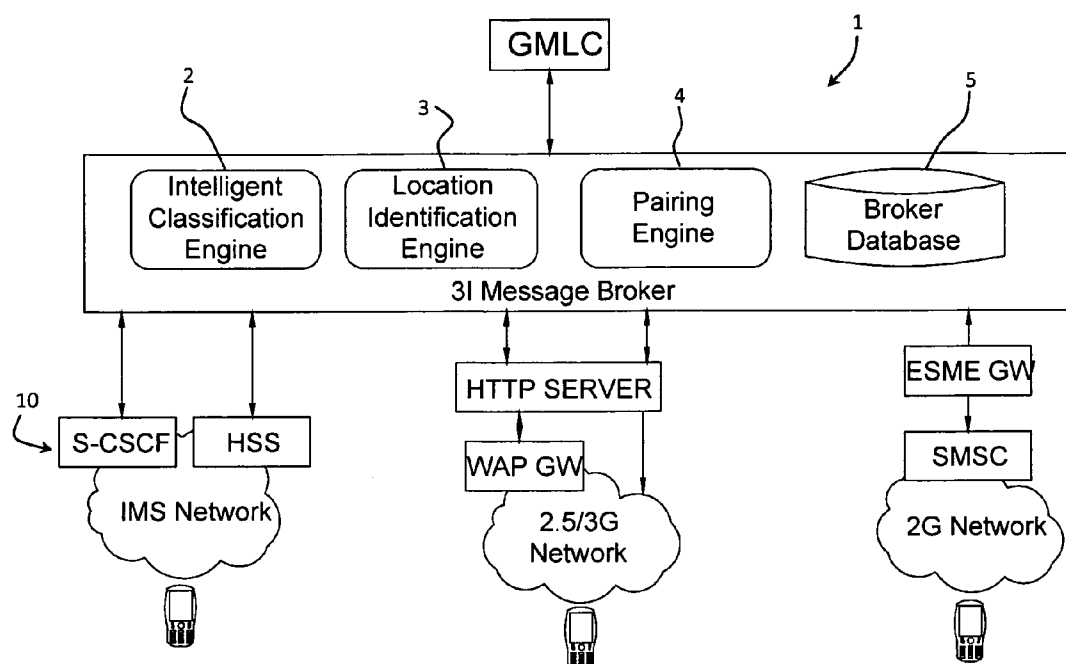 GMLC
1
2
3
4
5
Intelligent
Classification
Engine
Location
Identification
Engine
Pairing
Engine
Broker
Database
3I Message Broker
10
S-CSCF
HSS
IMS Network
HTTP SERVER
WAP GW
2.5/3G
Network
ESME GW
SMSC
2G Network